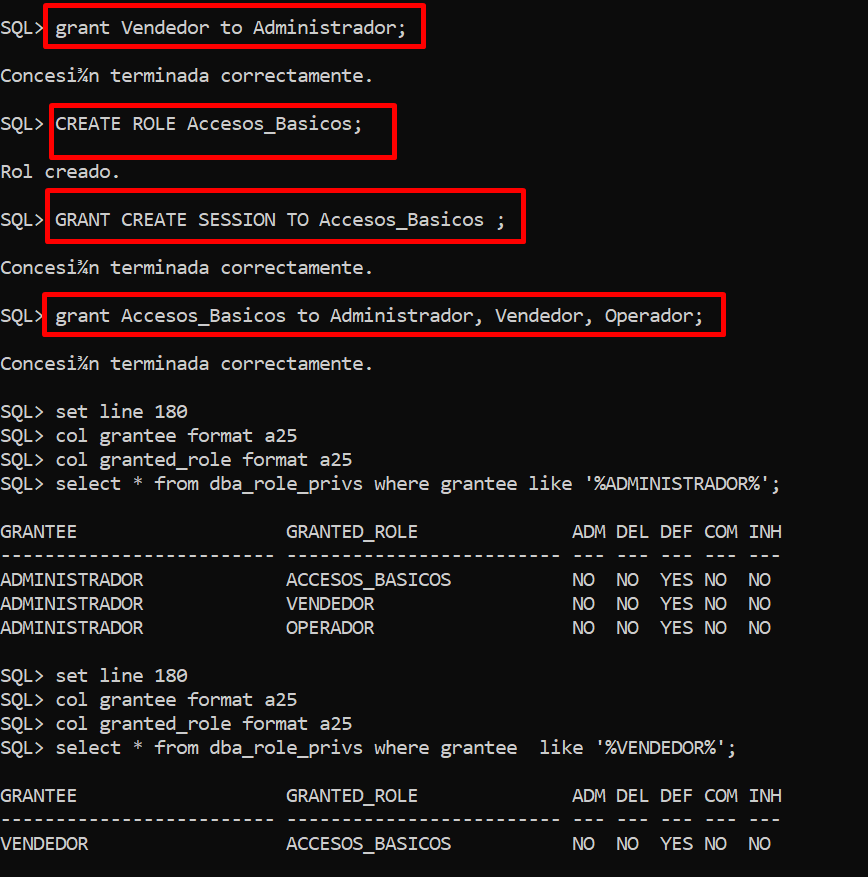 SQL> grant Vendedor to Administrador;
Concesi¾n terminada correctamente.
SQL> CREATE ROLE Accesos_Basicos;
Rol creado.
SQL> GRANT CREATE SESSION TO Accesos_Basicos ;
Concesi¾n terminada correctamente.
SQL> grant Accesos_Basicos to Administrador, Vendedor, Operador;
Concesi¾n terminada correctamente.
SQL> set line 180
SQL> col grantee format a25
SQL> col granted_role format a25
SQL> select * from dba_role_privs where grantee like '%ADMINISTRADOR%';
GRANTEE                   GRANTED_ROLE              ADM DEL DEF COM INH
------------------------- ------------------------- --- --- --- --- ---
ADMINISTRADOR             ACCESOS_BASICOS           NO  NO  YES NO  NO
ADMINISTRADOR             VENDEDOR                  NO  NO  YES NO  NO
ADMINISTRADOR             OPERADOR                  NO  NO  YES NO  NO
SQL> set line 180
SQL> col grantee format a25
SQL> col granted_role format a25
SQL> select * from dba_role_privs where grantee  like '%VENDEDOR%';
GRANTEE                   GRANTED_ROLE              ADM DEL DEF COM INH
------------------------- ------------------------- --- --- --- --- ---
VENDEDOR                  ACCESOS_BASICOS           NO  NO  YES NO  NO